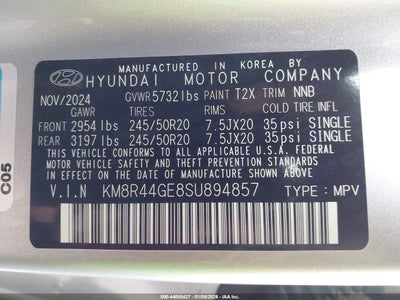 MANUFACTURED IN KOREA BY
HYUNDAI MOTOR COMPANY
NOV/2024 GVWR 5732 lbs PAINT T2X TRIM NNB
GAWR TIRES RIMS COLD TIRE INFL
FRONT 2954 lbs 245/50R20 7.5JX20 35psi SINGLE
REAR 3197 lbs 245/50R20 7.5JX20 35psi SINGLE
THIS VEHICLE CONFORMS TO ALL APPLICABLE U.S.A. FEDERAL
MOTOR VEHICLE SAFETY, BUMPER, AND THEFT PREVENTION
STANDARDS IN EFFECT ON THE DATE OF MANUFACTURE SHOWN ABOVE.
V.I.N KM8R44GE8SU894857 TYPE : MPV
C05